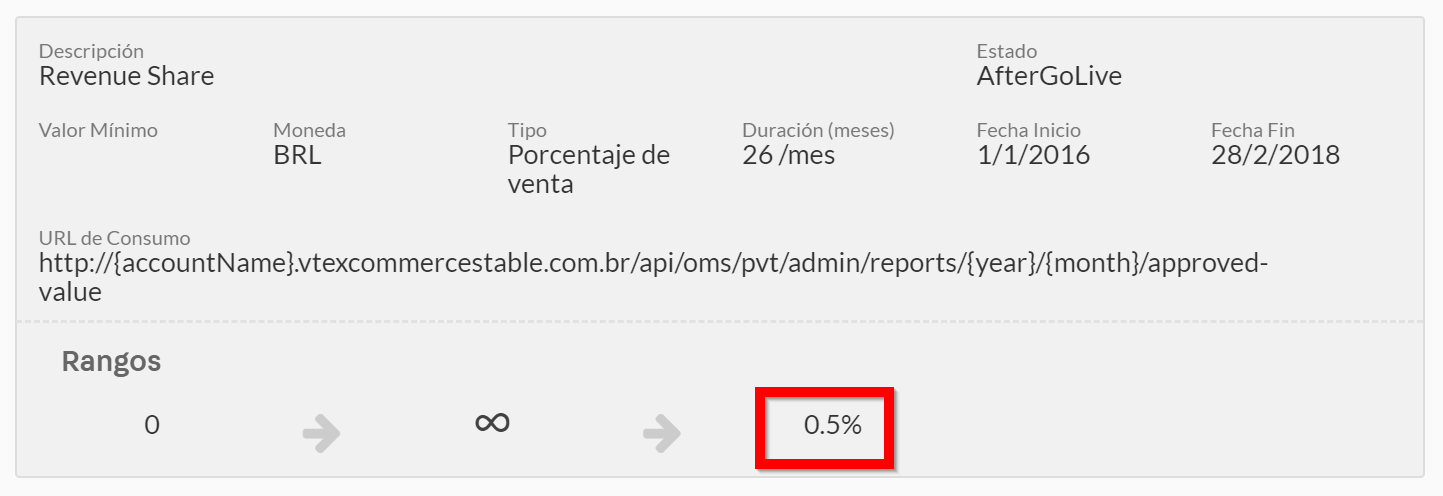 Descripción
Estado
Revenue Share
AfterGoLive
Valor Mínimo
Moneda
Tipo
Duración (meses)
Fecha Inicio
Fecha Fin
BRL
Porcentaje de
venta
26 /mes
1/1/2016
28/2/2018
URL de Consumo
http://{accountName}.vtexcommercestable.com.br/api/oms/pvt/admin/reports/{year}/{month}/approved-
value
Rangos
0
∞
0.5%